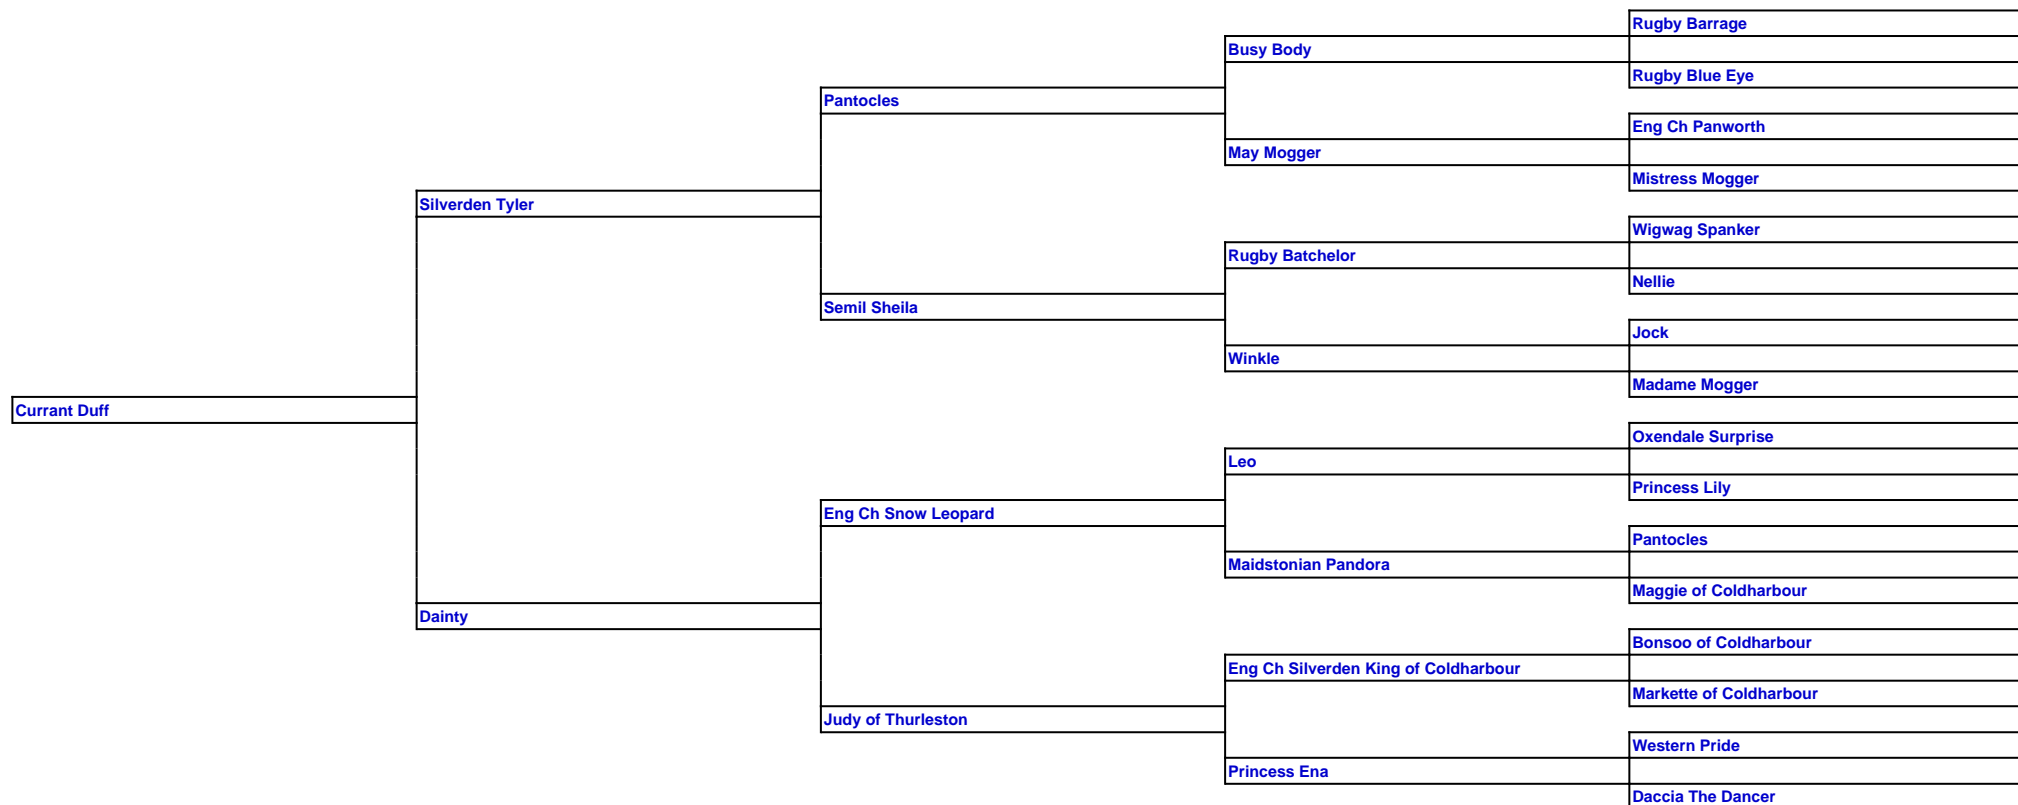 Rugby Barrage
Busy Body
Rugby Blue Eye
Pantocles
Eng Ch Panworth
May Mogger
Mistress Mogger
Silverden Tyler
Wigwag Spanker
Rugby Batchelor
Nellie
Semil Sheila
Jock
Winkle
Madame Mogger
Currant Duff
Oxendale Surprise
Leo
Princess Lily
Eng Ch Snow Leopard
Pantocles
Maidstonian Pandora
Maggie of Coldharbour
Dainty
Bonsoo of Coldharbour
Eng Ch Silverden King of Coldharbour
Markette of Coldharbour
Judy of Thurleston
Western Pride
Princess Ena
Daccia The Dancer